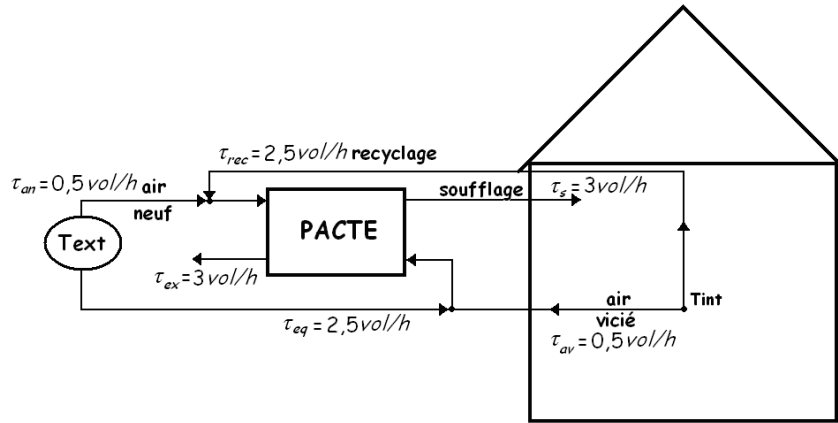 τrec=2,5vol/h recyclage
τan=0,5vol/h air
neuf
soufflage
τs=3vol/h
PACTE
Text
τex=3vol/h
air
vicié
Tint
τeq=2,5vol/h
τav=0,5vol/h